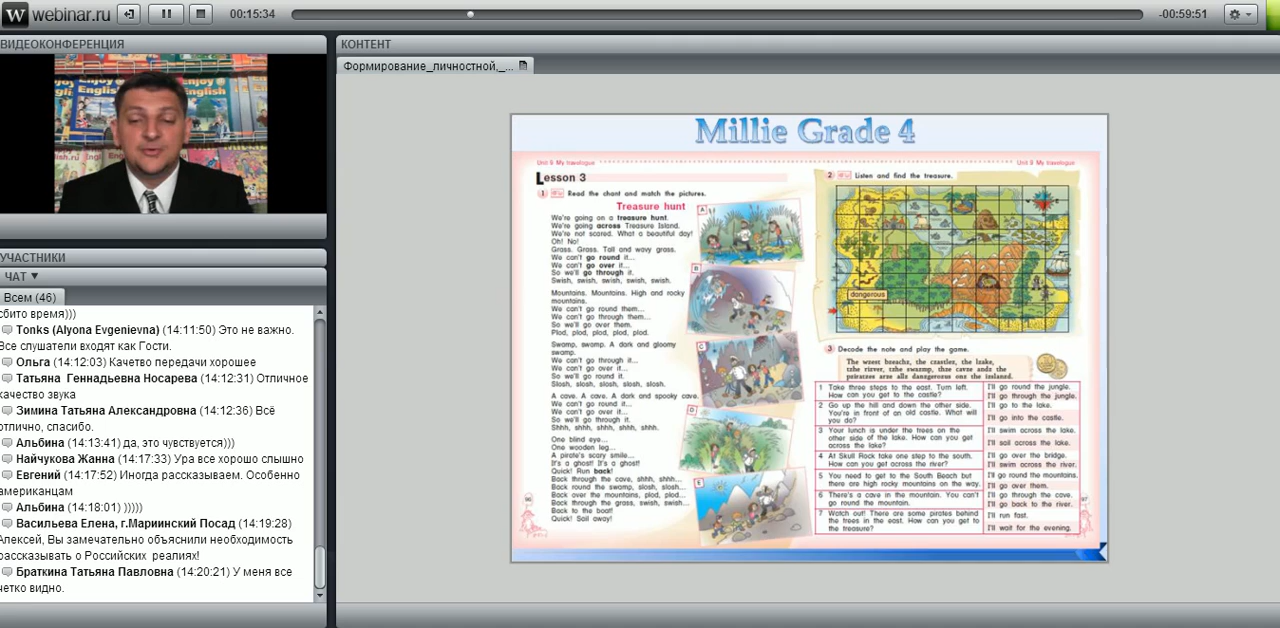 W webinar.ru
00:15:34
-00:59:51
ВИДЕОКОНФЕРЕНЦИЯ
Enjoy English
English
УЧАСТНИКИ
ЧАТ ▼
Всем (46)
сбито время)))
Tonks (Alyona Evgenievna) (14:11:50) Это не важно.
Все слушатели входят как Гости.
Ольга (14:12:03) Качество речи очи хорошее
Татьяна Геннадьевна Носарева (14:12:31) Отличное
качество звука
Зимина Татьяна Александровна (14:12:36) Всё
отлично, спасибо.
Альбина (14:13:41) да, это чувствуется)))
Найчукова Жанна (14:17:33) Ура все хорошо слышно
Евгений (14:17:52) Иногда рассказываем. Особенно
американцам
Альбина (14:18:01) )))))
Васильева Елена, г.Мариинский Посад (14:19:28)
Алексей, Вы замечательно объяснили необходимость
рассказывать о Российских реалиях!
Браткина Татьяна Павловна (14:20:21) У меня все
четко видно.
КОНТЕНТ
Формирование_личностной,_...
Millie Grade 4
Unit 9 My travelogue
Lesson 3
1 Read the chant and match the pictures.
Treasure hunt
We're going on a treasure hunt.
We're going across Treasure Island.
We're not scared. What a beautiful day!
Oh! No!
Grass. Grass. Tall and wavy grass.
We can't go round it...
We can't go over it...
So we'll go through it.
Swish, swish, swish, swish, swish.
Mountains. Mountains. High and rocky
mountains.
We can't go round them...
We can't go through them...
So we'll go over them.
Plod, plod, plod, plod, plod.
Swamp, swamp. A dark and gloomy
swamp.
We can't go through it...
We can't go over it...
So we'll go round it.
Slosh, slosh, slosh, slosh, slosh.
A cave. A cave. A dark and spooky cave.
We can't go round it...
We can't go over it...
So we'll go through it.
Shhh, shhh, shhh, shhh, shhh.
One blind eye...
One wooden leg...
A pirate's scary smile...
It's a ghost! It's a ghost!
Quick! Run back!
Back through the cave, shhh, shhh...
Back round the swamp, slosh, slosh...
Back over the mountains, plod, plod...
Back through the grass, swish, swish...
Back to the boat!
Quick! Sail away!
A
B
C
D
E
Unit 9 My travelogue
2 Listen and find the treasure.
dangerous
3 Decode the note and play the game.
1 Take three steps to the east. Turn left.
How can you get to the castle?
I'll go round the jungle.
I'll go through the jungle.
2 Go up the hill and down the other side.
You're in front of an old castle. What will
you do?
I'll go to the lake.
I'll go into the castle.
3 Your lunch is under the trees on the
other side of the lake. How can you get
across the lake?
I'll swim across the lake.
I'll sail across the lake.
4 At Skull Rock take one step to the south.
How can you get across the river?
I'll go over the bridge.
I'll swim across the river.
5 You need to get to the South Beach but
there are high rocky mountains on the way.
I'll go round the mountains.
I'll go over them.
6 There's a cave in the mountain. You can't
go round the mountain.
I'll go through the cave.
I'll go back to the river.
7 Watch out! There are some pirates behind
the trees in the east. How can you get to
the treasure?
I'll run fast.
I'll wait for the evening.